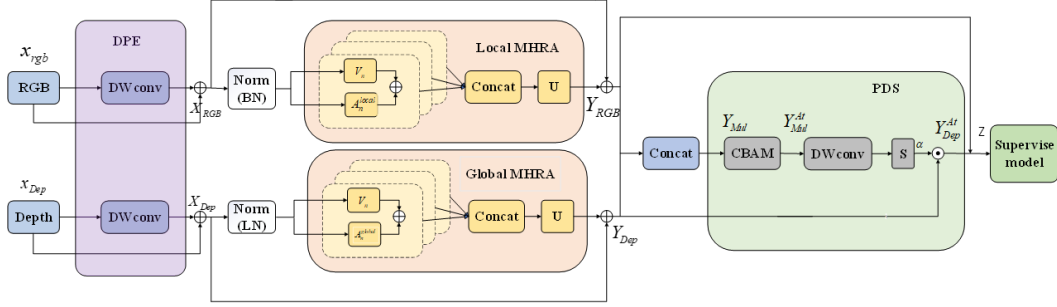 DPE
x_rgb
RGB
DWconv
X_RGB
Norm
(BN)
Local MHRA
V_n
A_n^local
Concat
U
Y_RGB
x_Dep
Depth
DWconv
X_Dep
Norm
(LN)
Global MHRA
V_n
A_n^global
Concat
U
Y_Dep
Concat
PDS
Y_Mul
CBAM
Y_Mul^At
DWconv
S
α
Y_Dep^At
Z
Supervise
model